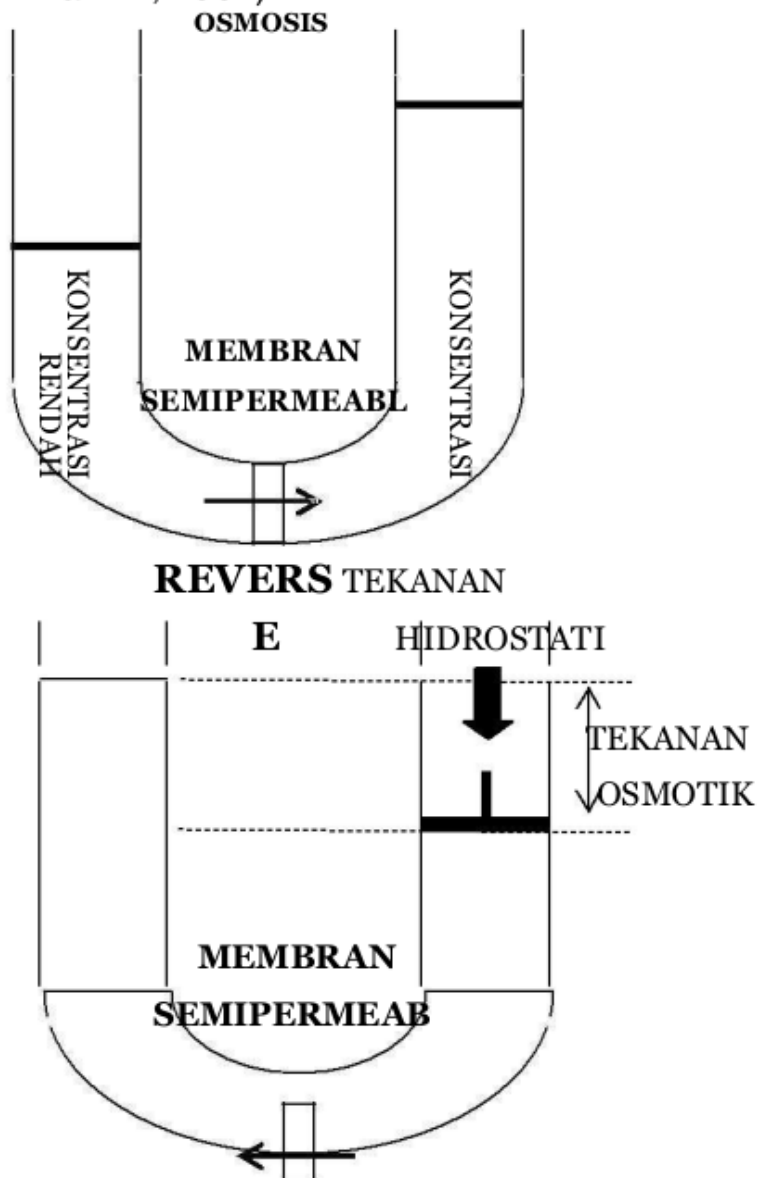 OSMOSIS
KONSENTRASI
RENDAH
MEMBRAN
SEMIPERMEABL
KONSENTRASI
REVERS TEKANAN
E HIDROSTATI
TEKANAN
OSMOTIK
MEMBRAN
SEMIPERMEAB